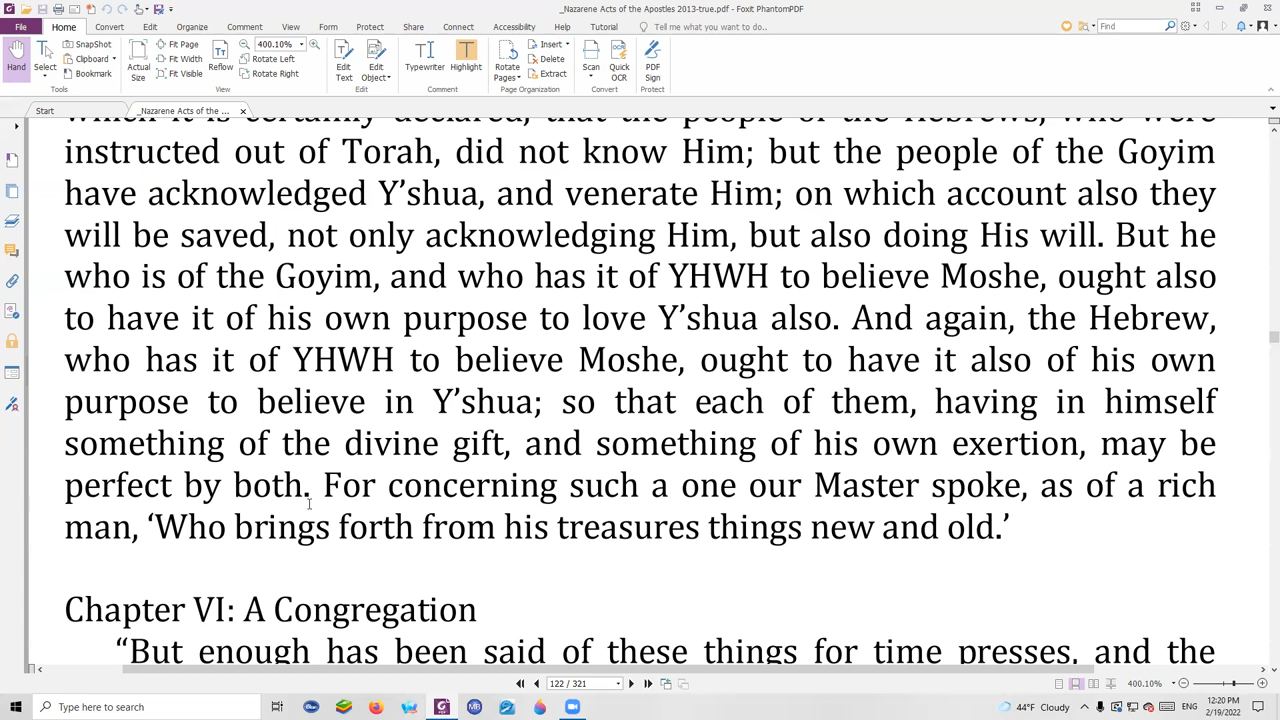 _Nazarene Acts of the Apostles 2013-true.pdf - Foxit PhantomPDF
File Home Convert Edit Organize Comment View Form Protect Share Connect Accessibility Help Tutorial Tell me what you want to do.. Find
Hand Select SnapShot Clipboard Bookmark Actual Size Fit Page Fit Width Fit Visible Reflow 400.10% Rotate Left Rotate Right Edit Text Edit Object Typewriter Highlight Rotate Pages Insert Delete Extract Scan Quick OCR PDF Sign
Tools View Edit Comment Page Organization Convert Protect
Start _Nazarene Acts of the ...
which it is certainly declared, that the people of the Hebrews, who were
instructed out of Torah, did not know Him; but the people of the Goyim
have acknowledged Y’shua, and venerate Him; on which account also they
will be saved, not only acknowledging Him, but also doing His will. But he
who is of the Goyim, and who has it of YHWH to believe Moshe, ought also
to have it of his own purpose to love Y’shua also. And again, the Hebrew,
who has it of YHWH to believe Moshe, ought to have it also of his own
purpose to believe in Y’shua; so that each of them, having in himself
something of the divine gift, and something of his own exertion, may be
perfect by both. For concerning such a one our Master spoke, as of a rich
man, ‘Who brings forth from his treasures things new and old.’
Chapter VI: A Congregation
“But enough has been said of these things for time presses, and the
122 / 321 400.10%
Type here to search 44°F Cloudy ENG 12:20 PM
2/19/2022